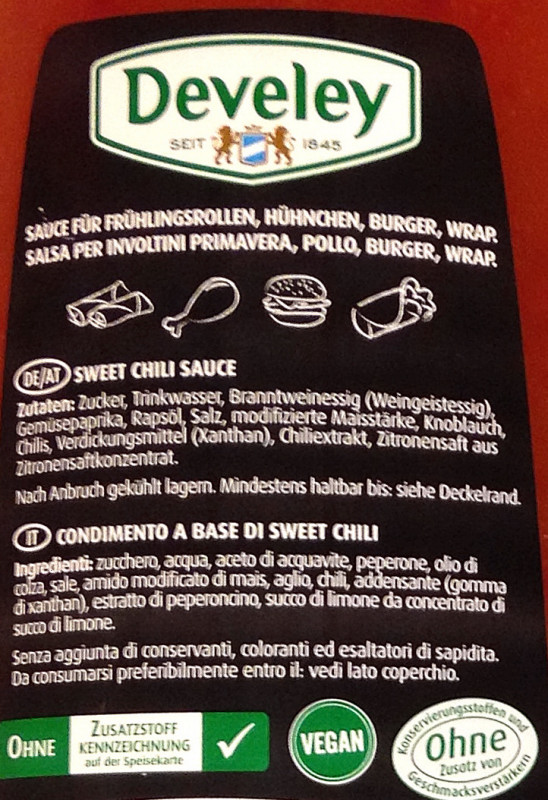 Develey
SEIT 1845
SAUCE FÜR FRÜHLINGSROLLEN, HÜHNCHEN, BURGER, WRAP.
SALSA PER INVOLTINI PRIMAVERA, POLLO, BURGER, WRAP.
DE/AT SWEET CHILI SAUCE
Zutaten: Zucker, Trinkwasser, Branntweinessig (Weingeistessig),
Gemüsepaprika, Rapsöl, Salz, modifizierte Maisstärke, Knoblauch,
Chilis, Verdickungsmittel (Xanthan), Chiliextrakt, Zitronensaft aus
Zitronensaftkonzentrat.
Nach Anbruch gekühlt lagern. Mindestens haltbar bis: siehe Deckelrand.
IT CONDIMENTO A BASE DI SWEET CHILI
Ingredienti: zucchero, acqua, aceto di acquavite, peperone, olio di
colza, sale, amido modificato di mais, aglio, chili, addensante (gomma
di xanthan), estratto di peperoncino, succo di limone da concentrato di
succo di limone.
Senza aggiunta di conservanti, coloranti ed esaltatori di sapidita.
Da consumarsi preferibilmente entro il: vedi lato coperchio.
OHNE
ZUSATZSTOFF
KENNZEICHNUNG
auf der Speisekarte
VEGAN
Konservierungsstoffen und
ohne
Zusatz von
Geschmacksverstärkern